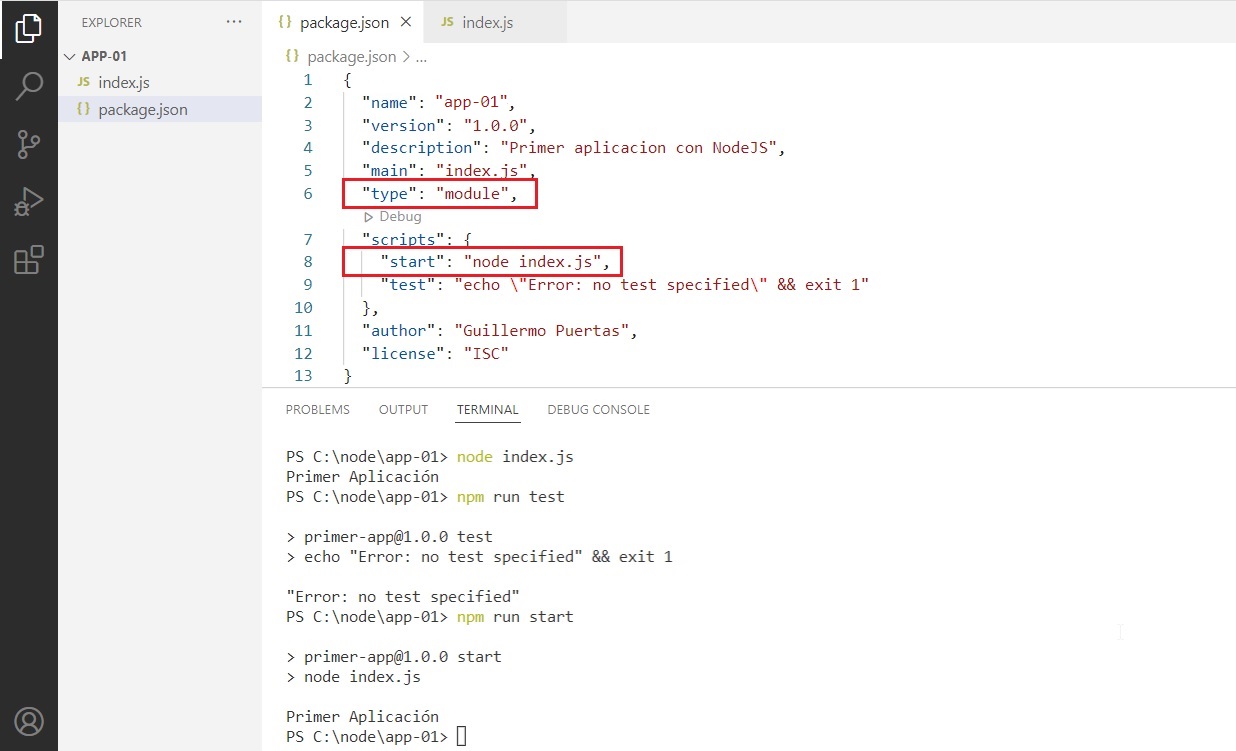 EXPLORER ...
APP-01
JS index.js
{} package.json
{} package.json × JS index.js
{} package.json > ...
1 {
2 "name": "app-01",
3 "version": "1.0.0",
4 "description": "Primer aplicacion con NodeJS",
5 "main": "index.js",
6 "type": "module",
Debug
7 "scripts": {
8 "start": "node index.js",
9 "test": "echo \"Error: no test specified\" && exit 1"
10 },
11 "author": "Guillermo Puertas",
12 "license": "ISC"
13 }
PROBLEMS OUTPUT TERMINAL DEBUG CONSOLE
PS C:\node\app-01> node index.js
Primer Aplicación
PS C:\node\app-01> npm run test
> primer-app@1.0.0 test
> echo "Error: no test specified" && exit 1
"Error: no test specified"
PS C:\node\app-01> npm run start
> primer-app@1.0.0 start
> node index.js
Primer Aplicación
PS C:\node\app-01>